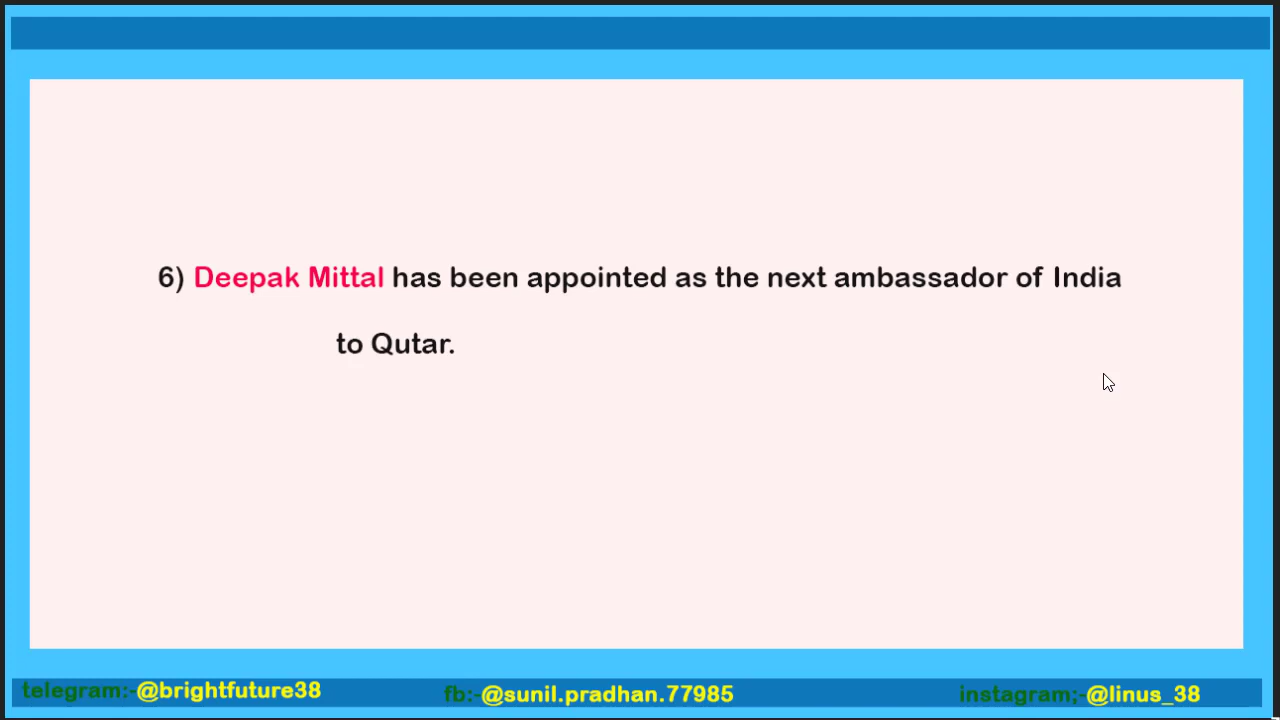 6) Deepak Mittal has been appointed as the next ambassador of India
to Qutar.
telegram:-@brightfuture38 fb:-@sunil.pradhan.77985 instagram;-@linus_38